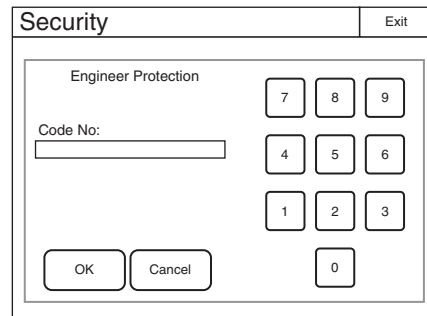 Security Exit
Engineer Protection
7 8 9
Code No:
4 5 6
1 2 3
OK Cancel 0